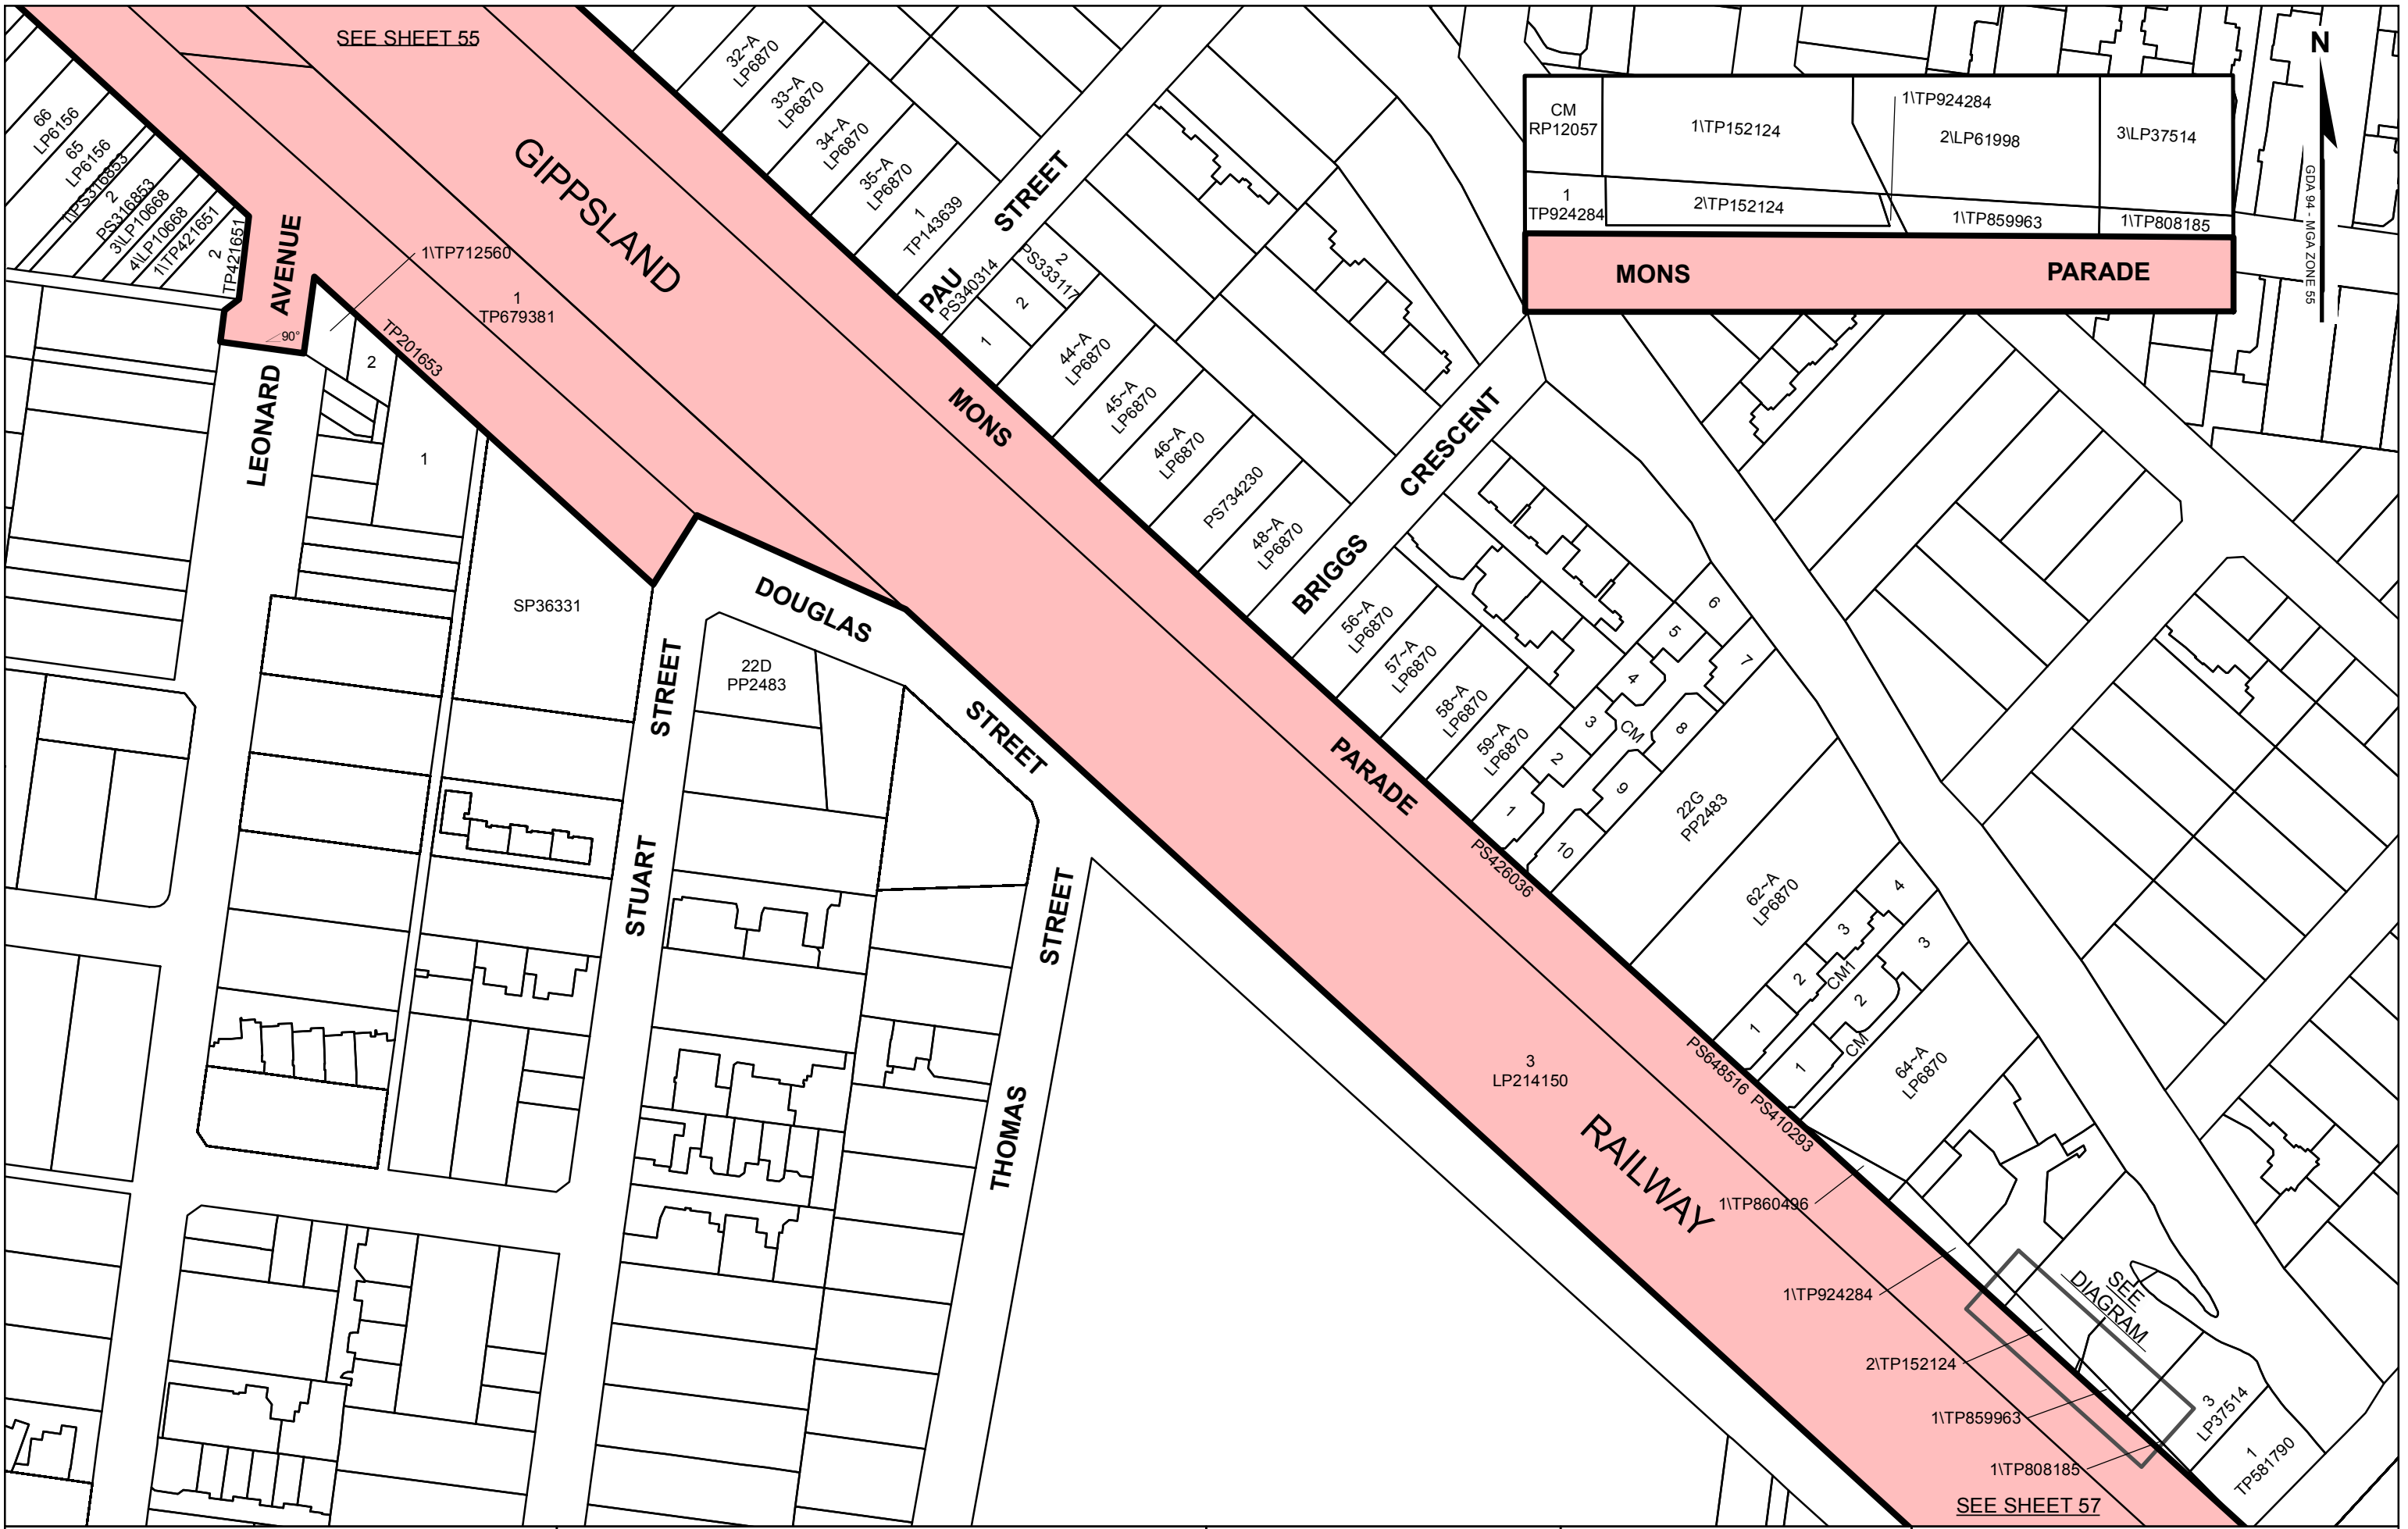 SEE SHEET 55
66
LP6156
65
LP6156
1\PS316853
2
PS316853
3\LP10668
4\LP10668
1\TP421651
2
TP421651
AVENUE
90°
LEONARD
1\TP712560
2
1
TP201653
1
TP679381
GIPPSLAND
32~A
LP6870
33~A
LP6870
34~A
LP6870
35~A
LP6870
1
TP143639
PAU STREET
PS340314
1
2
2
PS333117
44~A
LP6870
45~A
LP6870
46~A
LP6870
PS734230
48~A
LP6870
MONS
BRIGGS CRESCENT
CM
RP12057
1\TP152124
1\TP924284
2\LP61998
3\LP37514
1
TP924284
2\TP152124
1\TP859963
1\TP808185
MONS PARADE
N
GDA 94 - MGA ZONE 55
SP36331
DOUGLAS
STREET
STUART STREET
22D
PP2483
THOMAS STREET
56~A
LP6870
57~A
LP6870
58~A
LP6870
59~A
LP6870
PARADE
1
2
3
4
5
6
7
8
9
10
CM
PS426036
22G
PP2483
62~A
LP6870
1
2
3
4
CM1
PS648516
1
2
3
CM
PS410293
64~A
LP6870
3
LP214150
RAILWAY
1\TP860496
1\TP924284
2\TP152124
1\TP859963
1\TP808185
SEE
DIAGRAM
3
LP37514
1
TP581790
SEE SHEET 57